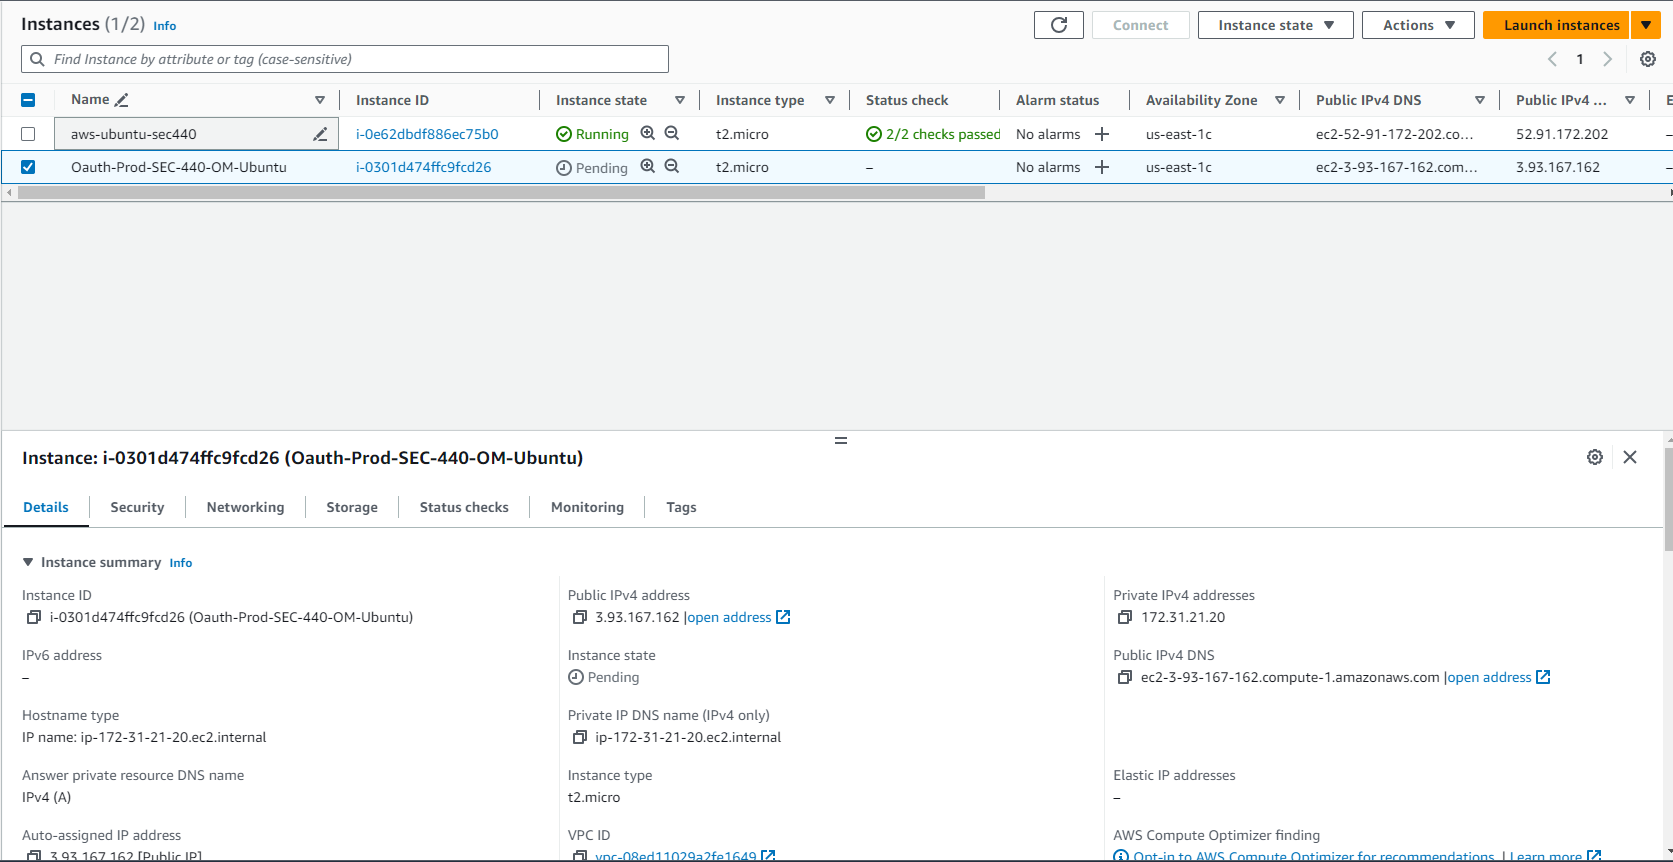 Instances (1/2) Info
Connect
Instance state
Actions
Launch instances
Find Instance by attribute or tag (case-sensitive)
1
Name Instance ID Instance state Instance type Status check Alarm status Availability Zone Public IPv4 DNS Public IPv4 ... E
aws-ubuntu-sec440 i-0e62dbdf886ec75b0 Running t2.micro 2/2 checks passed No alarms + us-east-1c ec2-52-91-172-202.co... 52.91.172.202 –
Oauth-Prod-SEC-440-OM-Ubuntu i-0301d474ffc9fcd26 Pending t2.micro – No alarms + us-east-1c ec2-3-93-167-162.com... 3.93.167.162 –
Instance: i-0301d474ffc9fcd26 (Oauth-Prod-SEC-440-OM-Ubuntu)
Details Security Networking Storage Status checks Monitoring Tags
Instance summary Info
Instance ID Public IPv4 address Private IPv4 addresses
i-0301d474ffc9fcd26 (Oauth-Prod-SEC-440-OM-Ubuntu) 3.93.167.162 |open address 172.31.21.20
IPv6 address Instance state Public IPv4 DNS
– Pending ec2-3-93-167-162.compute-1.amazonaws.com |open address
Hostname type Private IP DNS name (IPv4 only)
IP name: ip-172-31-21-20.ec2.internal ip-172-31-21-20.ec2.internal
Answer private resource DNS name Instance type Elastic IP addresses
IPv4 (A) t2.micro –
Auto-assigned IP address VPC ID AWS Compute Optimizer finding
3.93.167.162 [Public IP] vpc-08ed11029a2fe1649 Opt-in to AWS Compute Optimizer for recommendations. | Learn more